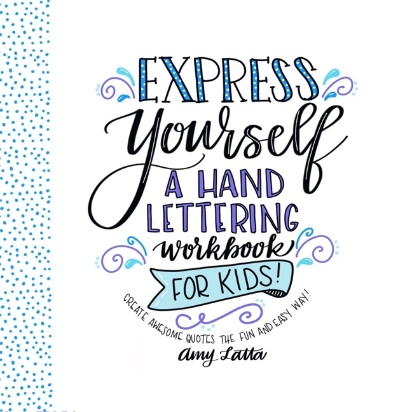 EXPRESS
Yourself
A HAND
LETTERING
workbook
FOR KIDS!
CREATE AWESOME QUOTES THE FUN AND EASY WAY!
Amy Latta